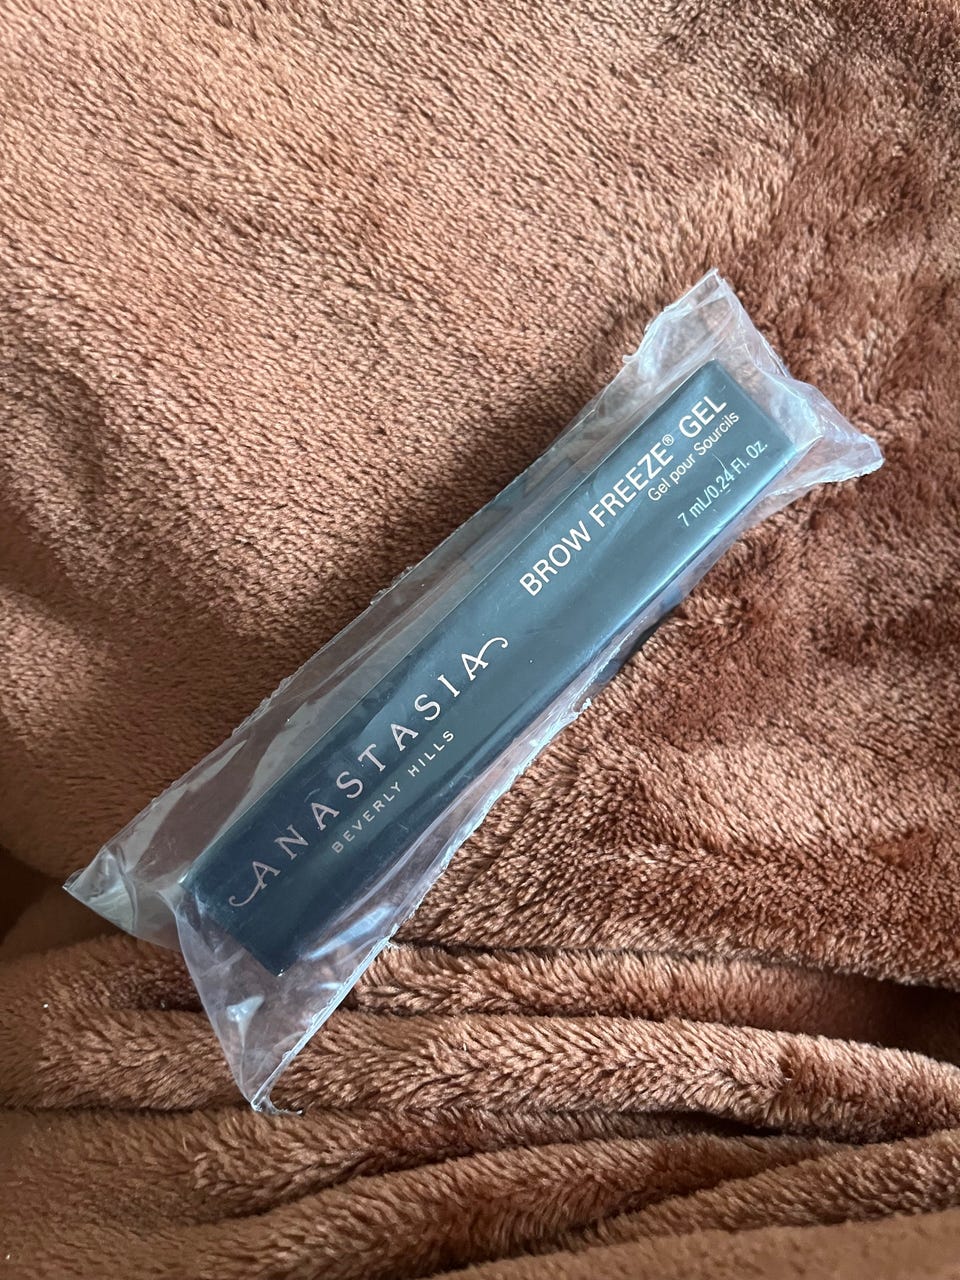 ANASTASIA
BEVERLY HILLS
BROW FREEZE® GEL
Gel pour Sourcils
7 mL/0.24 Fl. Oz.